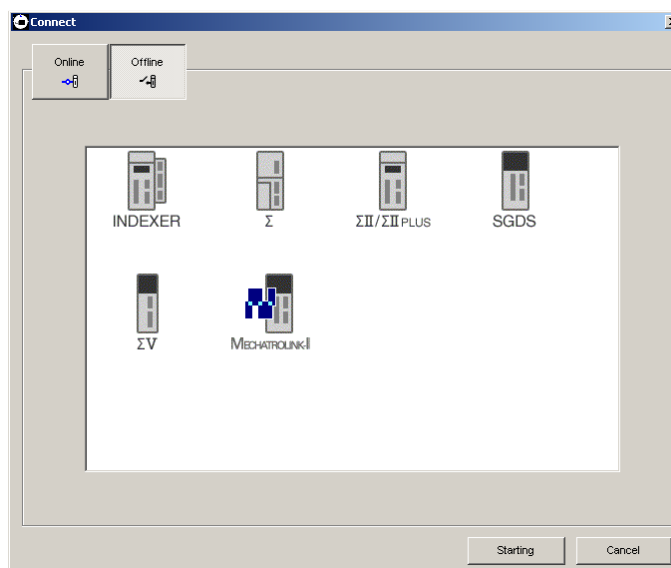 Connect
Online Offline
INDEXER Σ ΣII/ΣII PLUS SGDS
ΣV MECHATROLINK-II
Starting Cancel